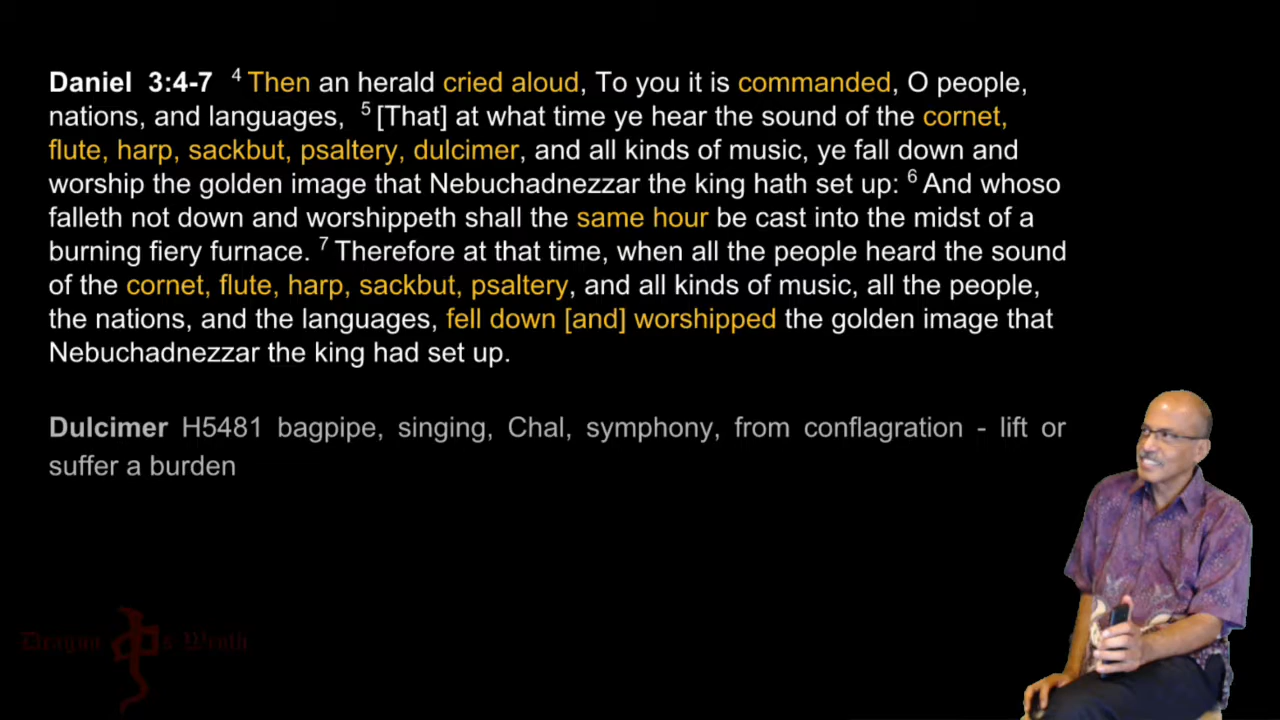 Daniel 3:4-7 4 Then an herald cried aloud, To you it is commanded, O people,
nations, and languages, 5 [That] at what time ye hear the sound of the cornet,
flute, harp, sackbut, psaltery, dulcimer, and all kinds of music, ye fall down and
worship the golden image that Nebuchadnezzar the king hath set up: 6 And whoso
falleth not down and worshippeth shall the same hour be cast into the midst of a
burning fiery furnace. 7 Therefore at that time, when all the people heard the sound
of the cornet, flute, harp, sackbut, psaltery, and all kinds of music, all the people,
the nations, and the languages, fell down [and] worshipped the golden image that
Nebuchadnezzar the king had set up.
Dulcimer H5481 bagpipe, singing, Chal, symphony, from conflagration - lift or
suffer a burden
Dragon s Wrath